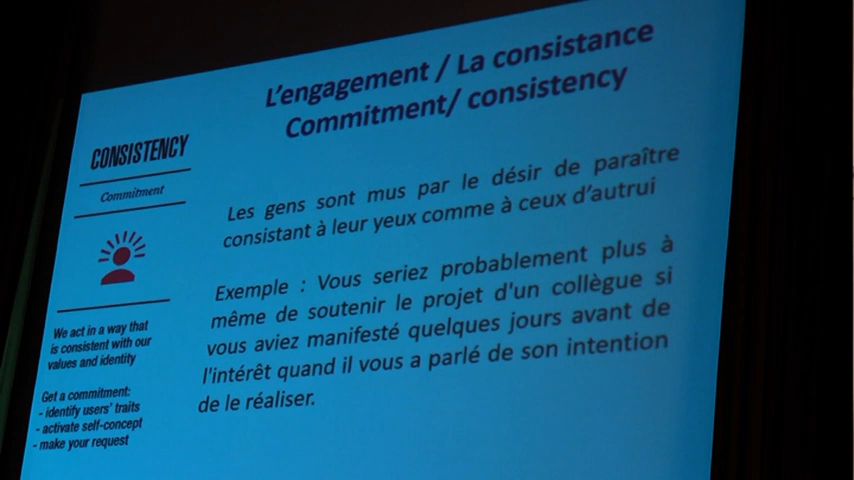 L'engagement / La consistance
Commitment/ consistency
CONSISTENCY
Commitment
We act in a way that
is consistent with our
values and identity
Get a commitment:
- identify users' traits
- activate self-concept
- make your request
Les gens sont mus par le désir de paraître
consistant à leur yeux comme à ceux d'autrui
Exemple : Vous seriez probablement plus à
même de soutenir le projet d'un collègue si
vous aviez manifesté quelques jours avant de
l'intérêt quand il vous a parlé de son intention
de le réaliser.